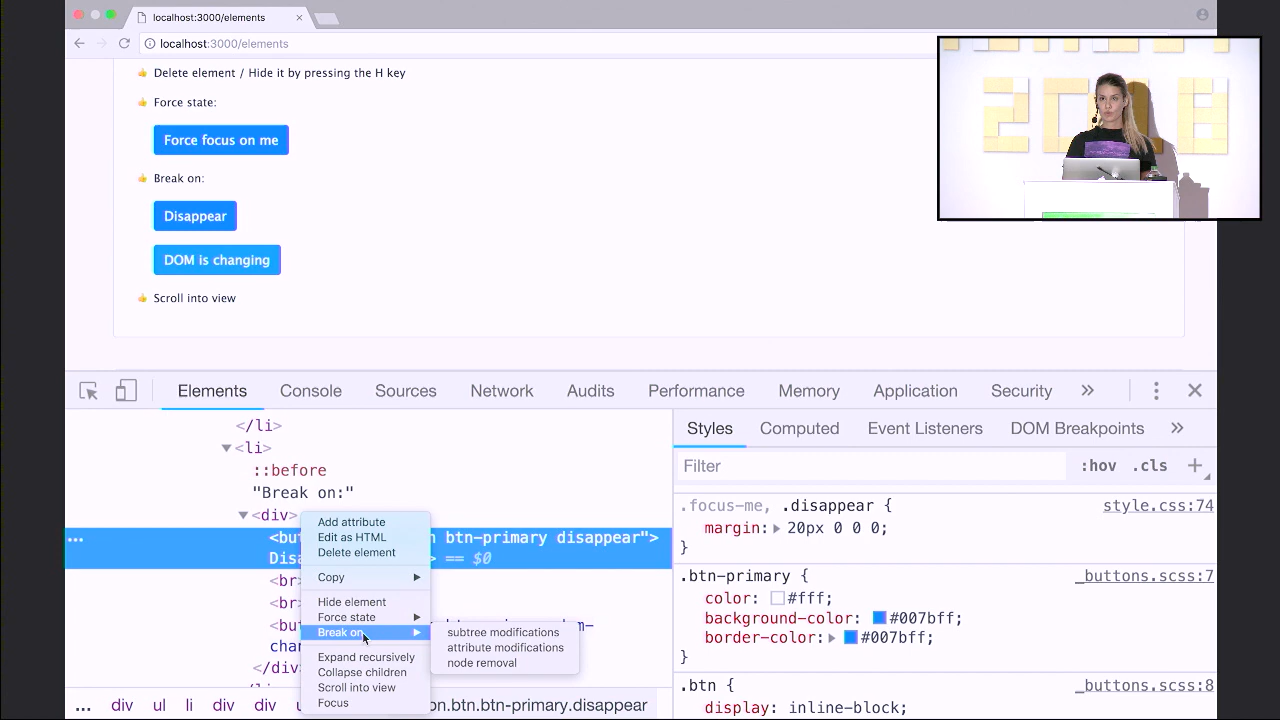 localhost:3000/elements
localhost:3000/elements
Delete element / Hide it by pressing the H key
Force state:
Force focus on me
Break on:
Disappear
DOM is changing
Scroll into view
2018
Elements Console Sources Network Audits Performance Memory Application Security
Styles Computed Event Listeners DOM Breakpoints
Filter :hov .cls
</li>
<li>
::before
"Break on:"
<div>
btn-primary disappear">
== $0
<br>
<br>
</div>
Add attribute
Edit as HTML
Delete element
Copy
Hide element
Force state
Break on
Expand recursively
Collapse children
Scroll into view
Focus
subtree modifications
attribute modifications
node removal
.focus-me, .disappear { style.css:74
margin: 20px 0 0 0;
}
.btn-primary { _buttons.scss:7
color: #fff;
background-color: #007bff;
border-color: #007bff;
}
.btn { _buttons.scss:8
display: inline-block;
... div ul li div div on.btn.btn-primary.disappear